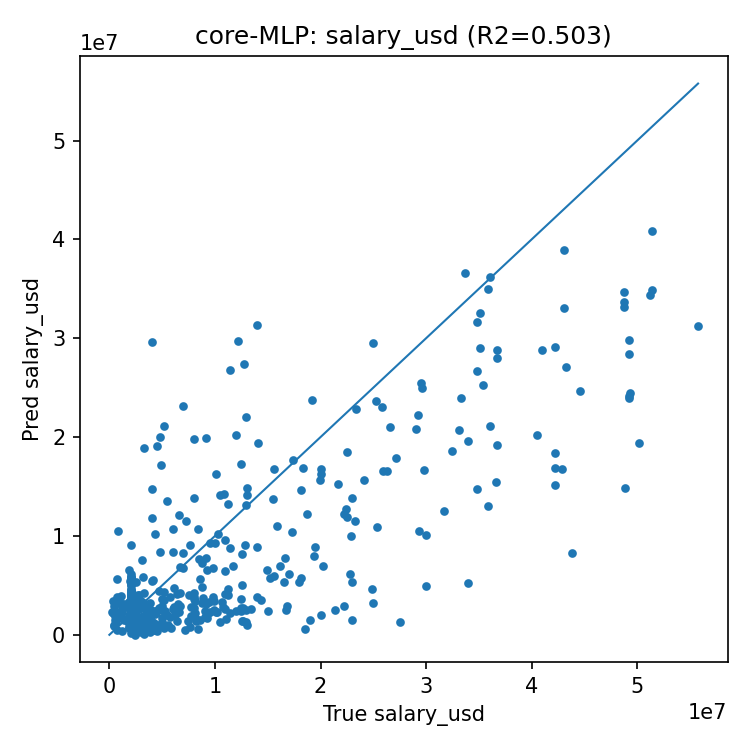 core-MLP: salary_usd (R2=0.503)
1e7
5
4
3
2
1
0
Pred salary_usd
0 1 2 3 4 5
True salary_usd
1e7